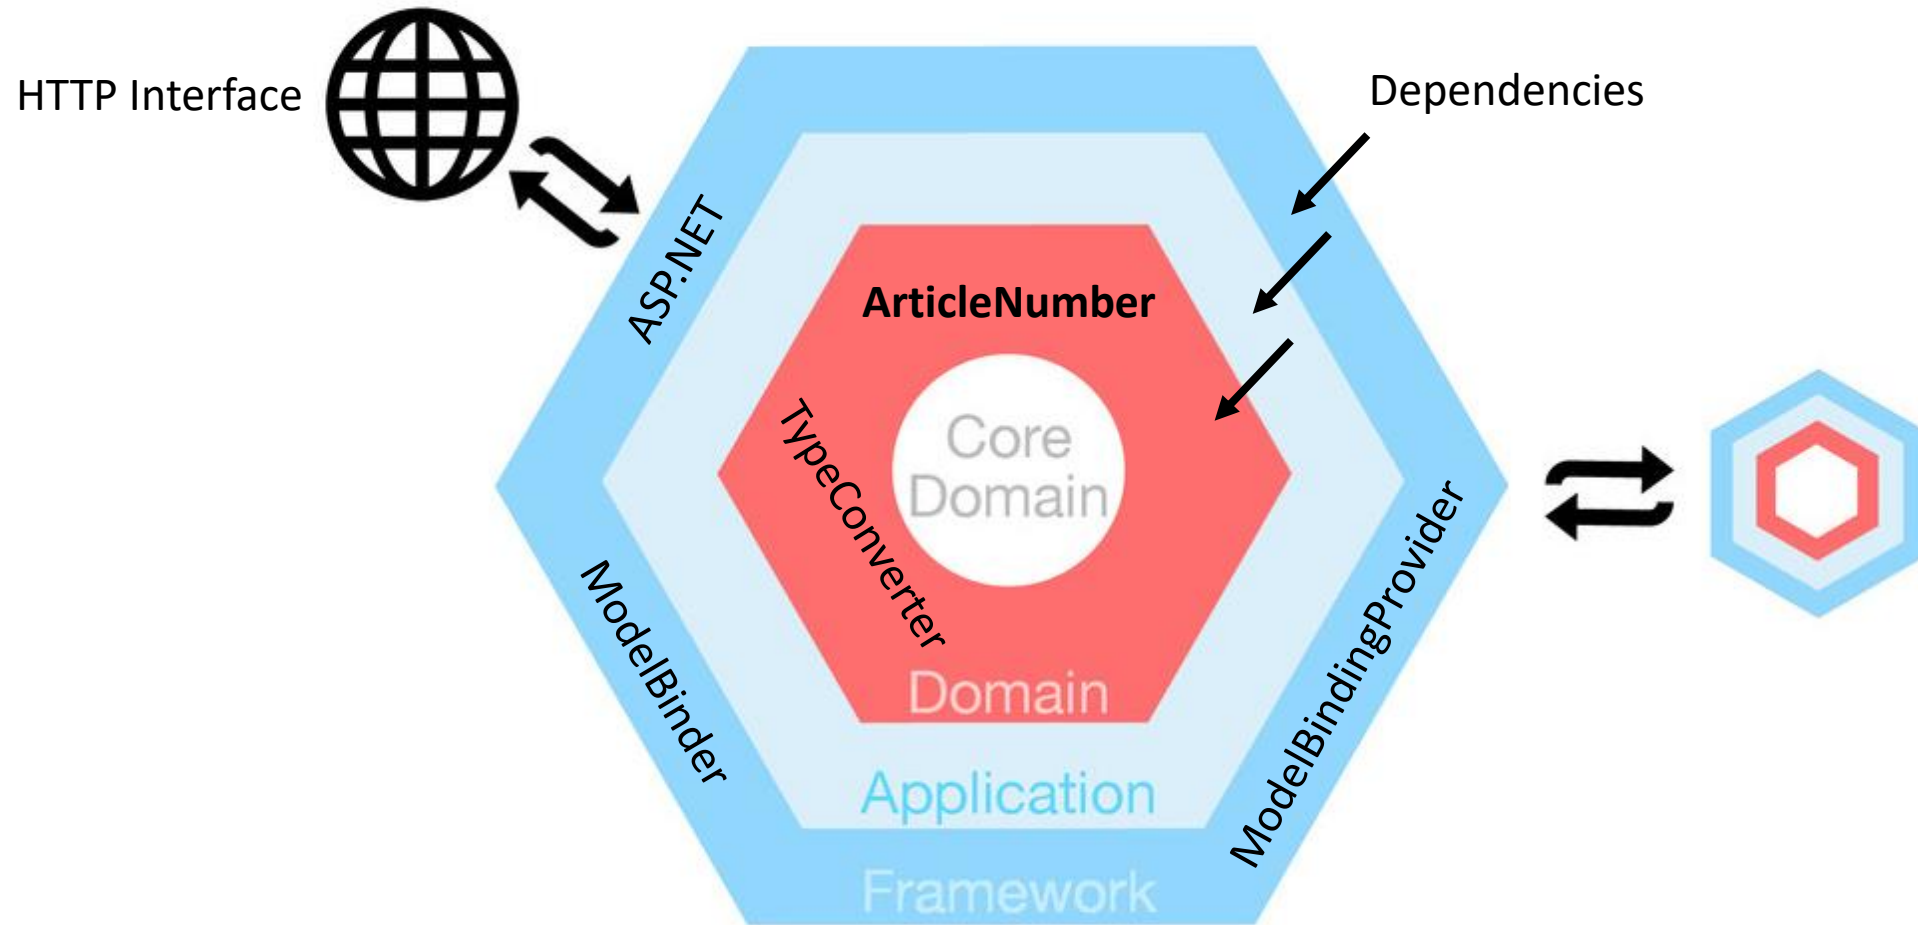 HTTP Interface
Dependencies
ASP.NET
ArticleNumber
Core
Domain
TypeConverter
ModelBinder
ModelBindingProvider
Domain
Application
Framework